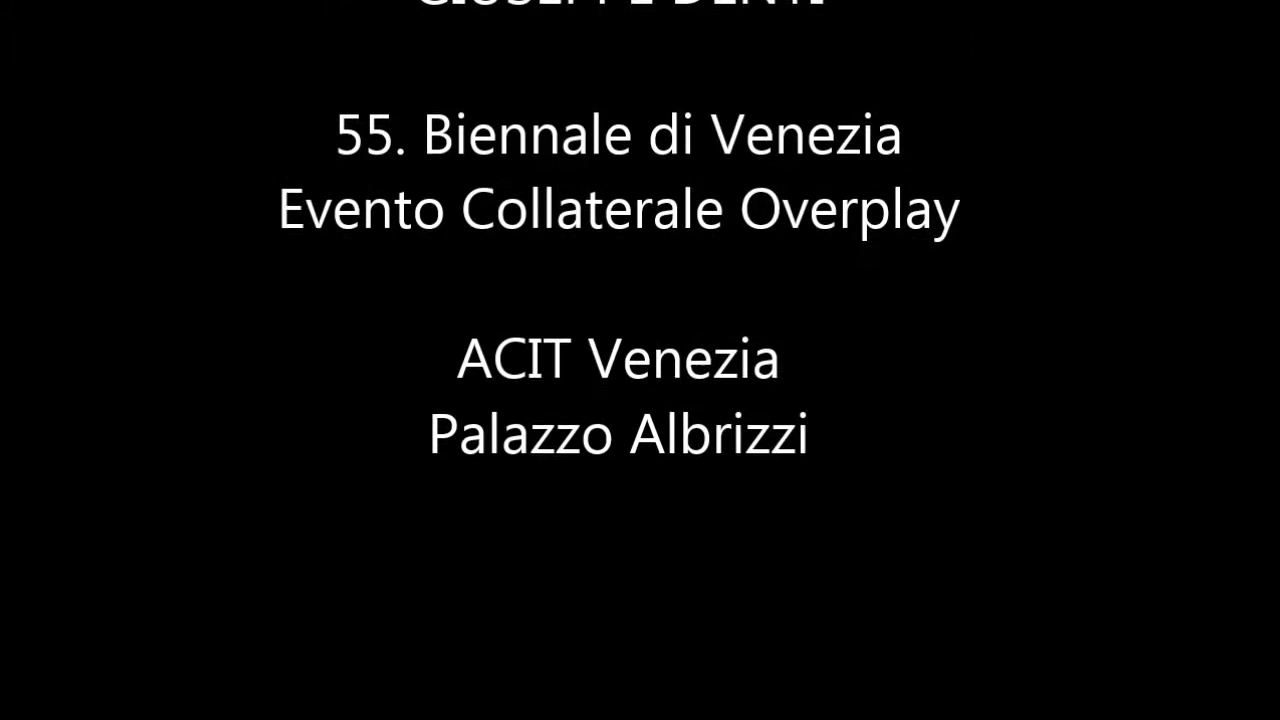 55. Biennale di Venezia
Evento Collaterale Overplay
ACIT Venezia
Palazzo Albrizzi